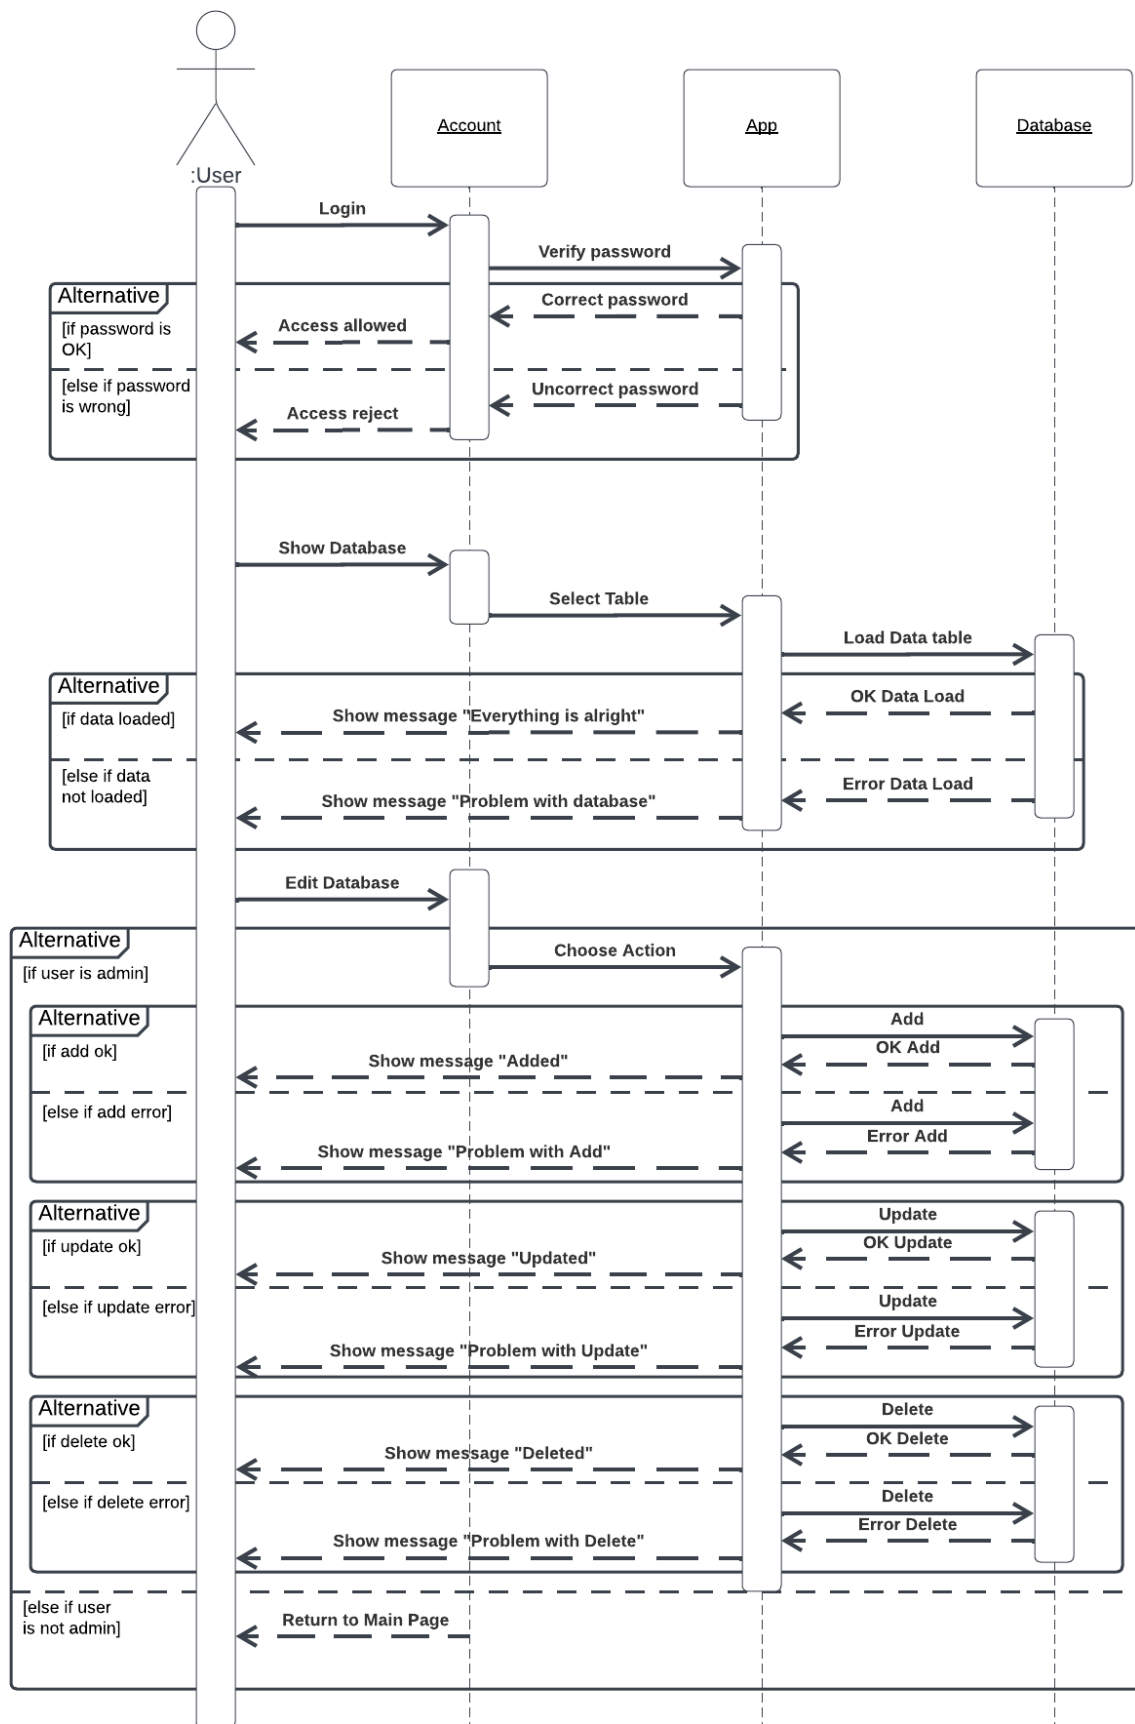 :User
Account
App
Database
Login
Verify password
Alternative
Correct password
[if password is
OK]
Access allowed
[else if password
is wrong]
Uncorrect password
Access reject
Show Database
Select Table
Load Data table
Alternative
OK Data Load
[if data loaded]
Show message "Everything is alright"
[else if data
not loaded]
Error Data Load
Show message "Problem with database"
Edit Database
Alternative
Choose Action
[if user is admin]
Alternative
Add
[if add ok]
OK Add
Show message "Added"
[else if add error]
Add
Error Add
Show message "Problem with Add"
Alternative
Update
[if update ok]
OK Update
Show message "Updated"
[else if update error]
Update
Error Update
Show message "Problem with Update"
Alternative
Delete
[if delete ok]
OK Delete
Show message "Deleted"
[else if delete error]
Delete
Error Delete
Show message "Problem with Delete"
[else if user
is not admin]
Return to Main Page